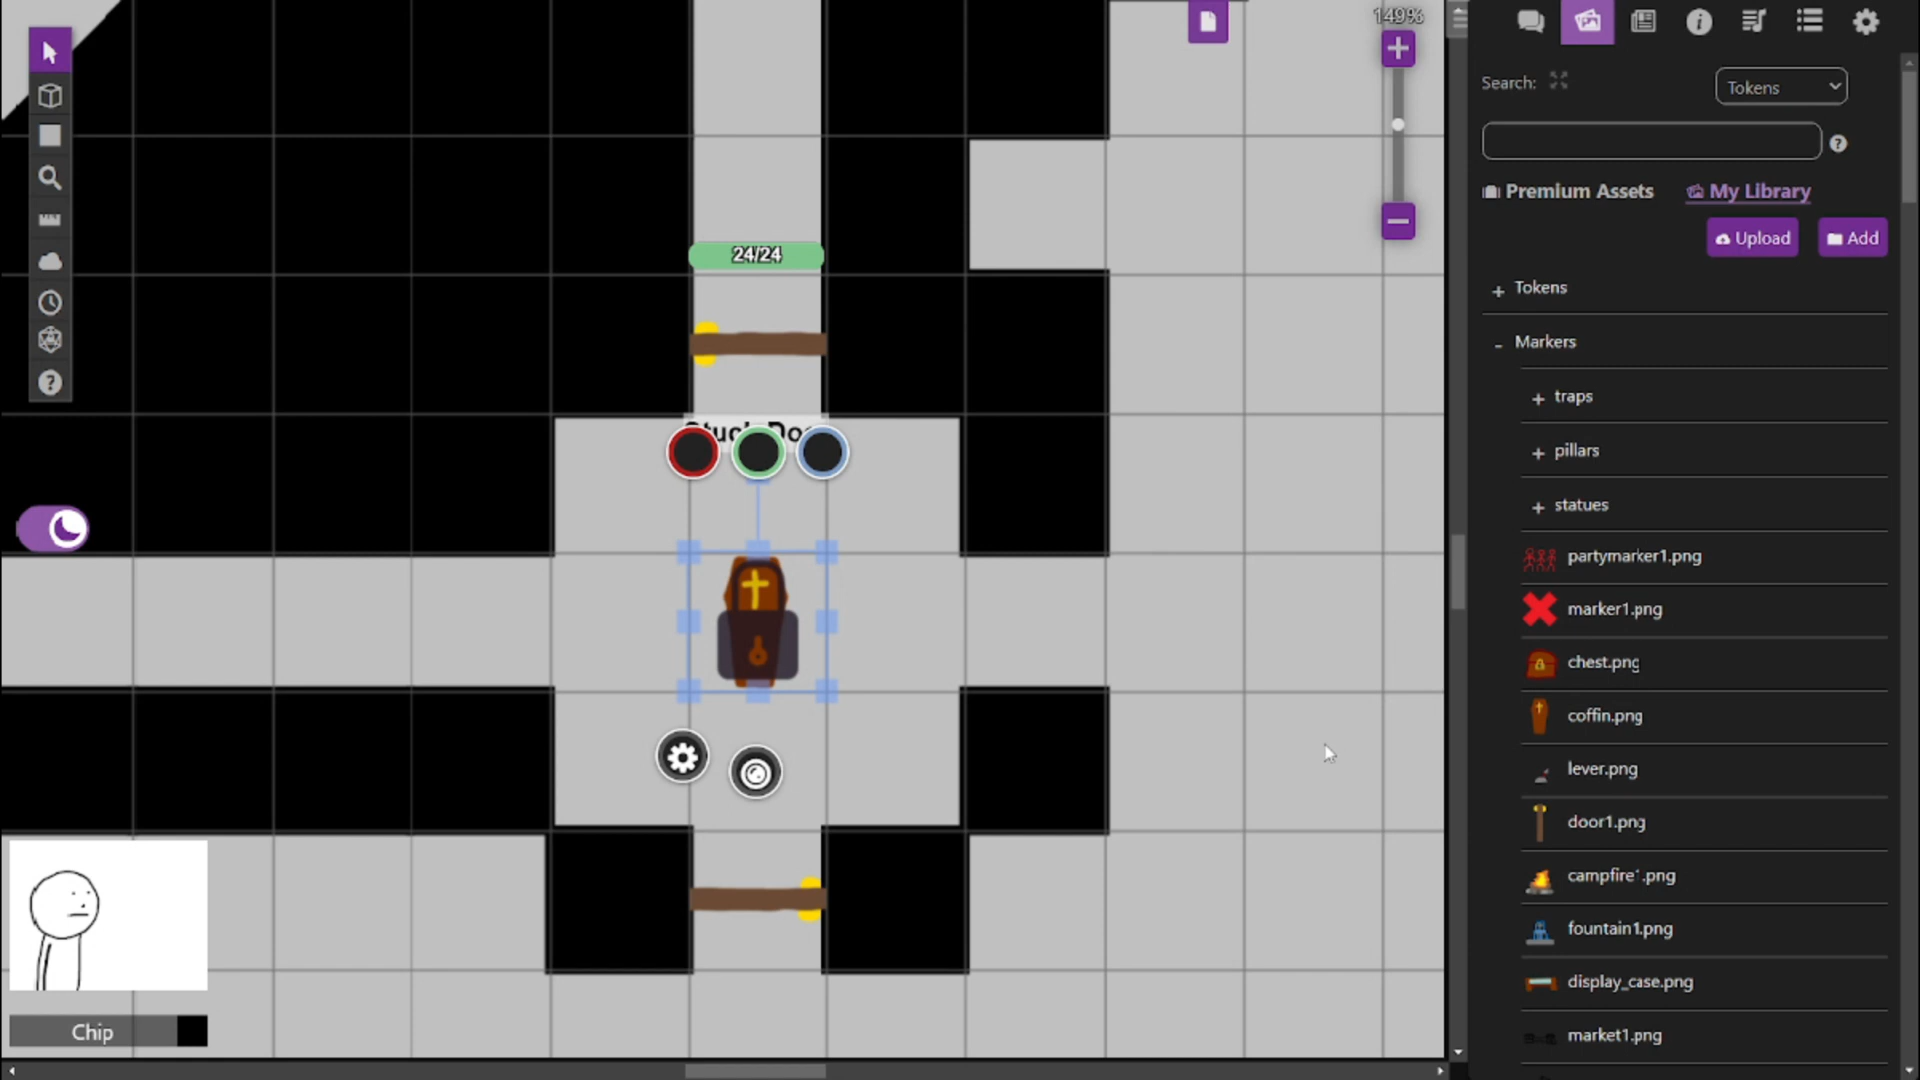 149%
Search:
Tokens
Premium Assets
My Library
Upload
Add
Tokens
Markers
traps
pillars
statues
partymarker1.png
marker1.png
chest.png
coffin.png
lever.png
door1.png
campfire1.png
fountain1.png
display_case.png
market1.png
24/24
Chip